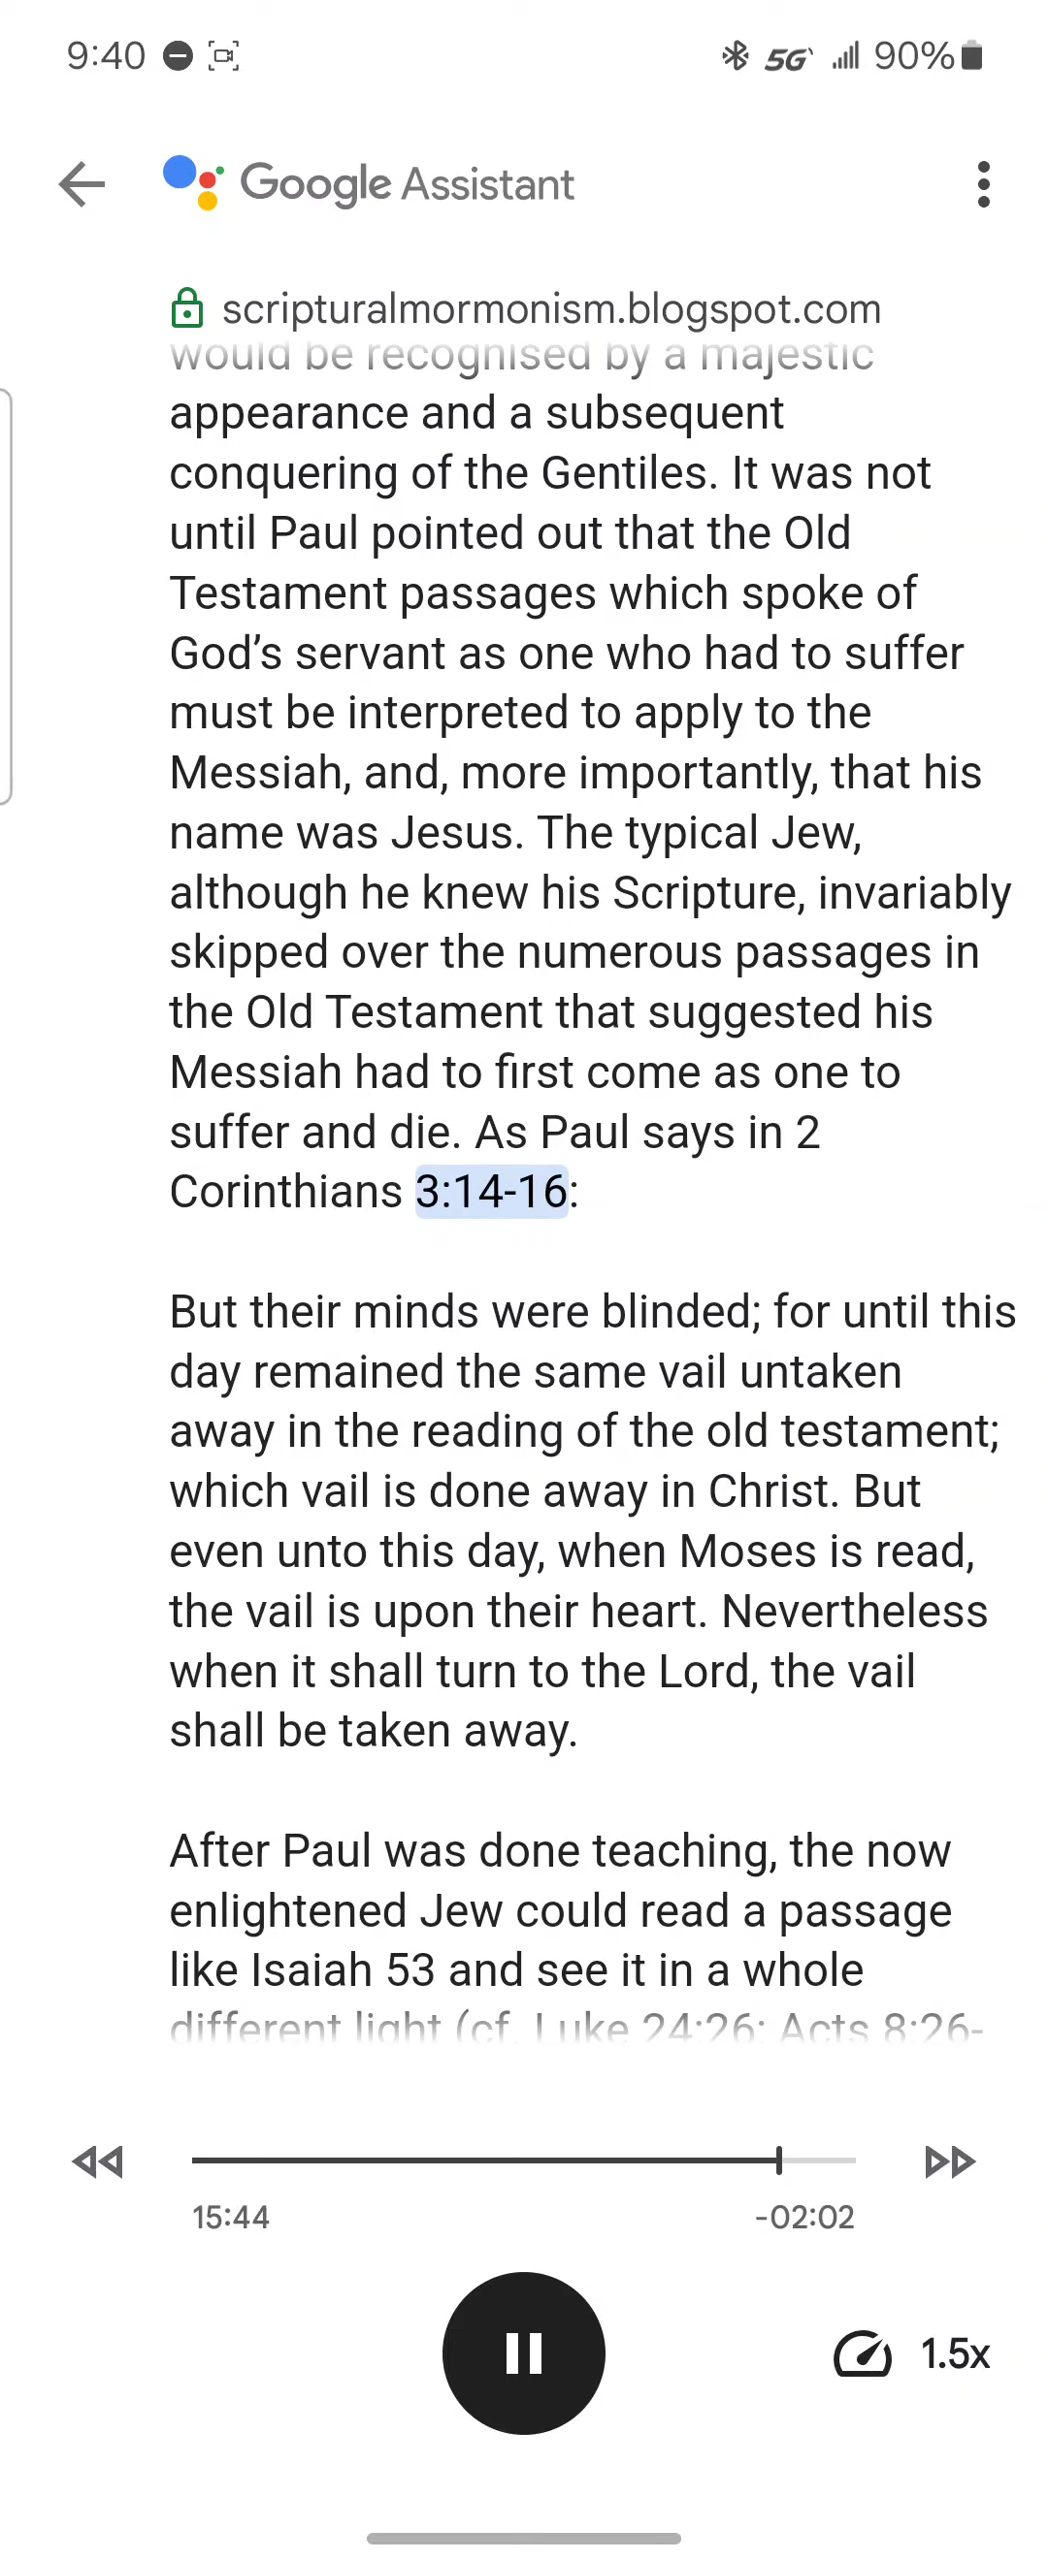 9:40
5G 90%
Google Assistant
scripturalmormonism.blogspot.com
would be recognised by a majestic
appearance and a subsequent
conquering of the Gentiles. It was not
until Paul pointed out that the Old
Testament passages which spoke of
God’s servant as one who had to suffer
must be interpreted to apply to the
Messiah, and, more importantly, that his
name was Jesus. The typical Jew,
although he knew his Scripture, invariably
skipped over the numerous passages in
the Old Testament that suggested his
Messiah had to first come as one to
suffer and die. As Paul says in 2
Corinthians 3:14-16:
But their minds were blinded; for until this
day remained the same vail untaken
away in the reading of the old testament;
which vail is done away in Christ. But
even unto this day, when Moses is read,
the vail is upon their heart. Nevertheless
when it shall turn to the Lord, the vail
shall be taken away.
After Paul was done teaching, the now
enlightened Jew could read a passage
like Isaiah 53 and see it in a whole
different light (cf. Luke 24:26; Acts 8:26-
15:44
-02:02
1.5x